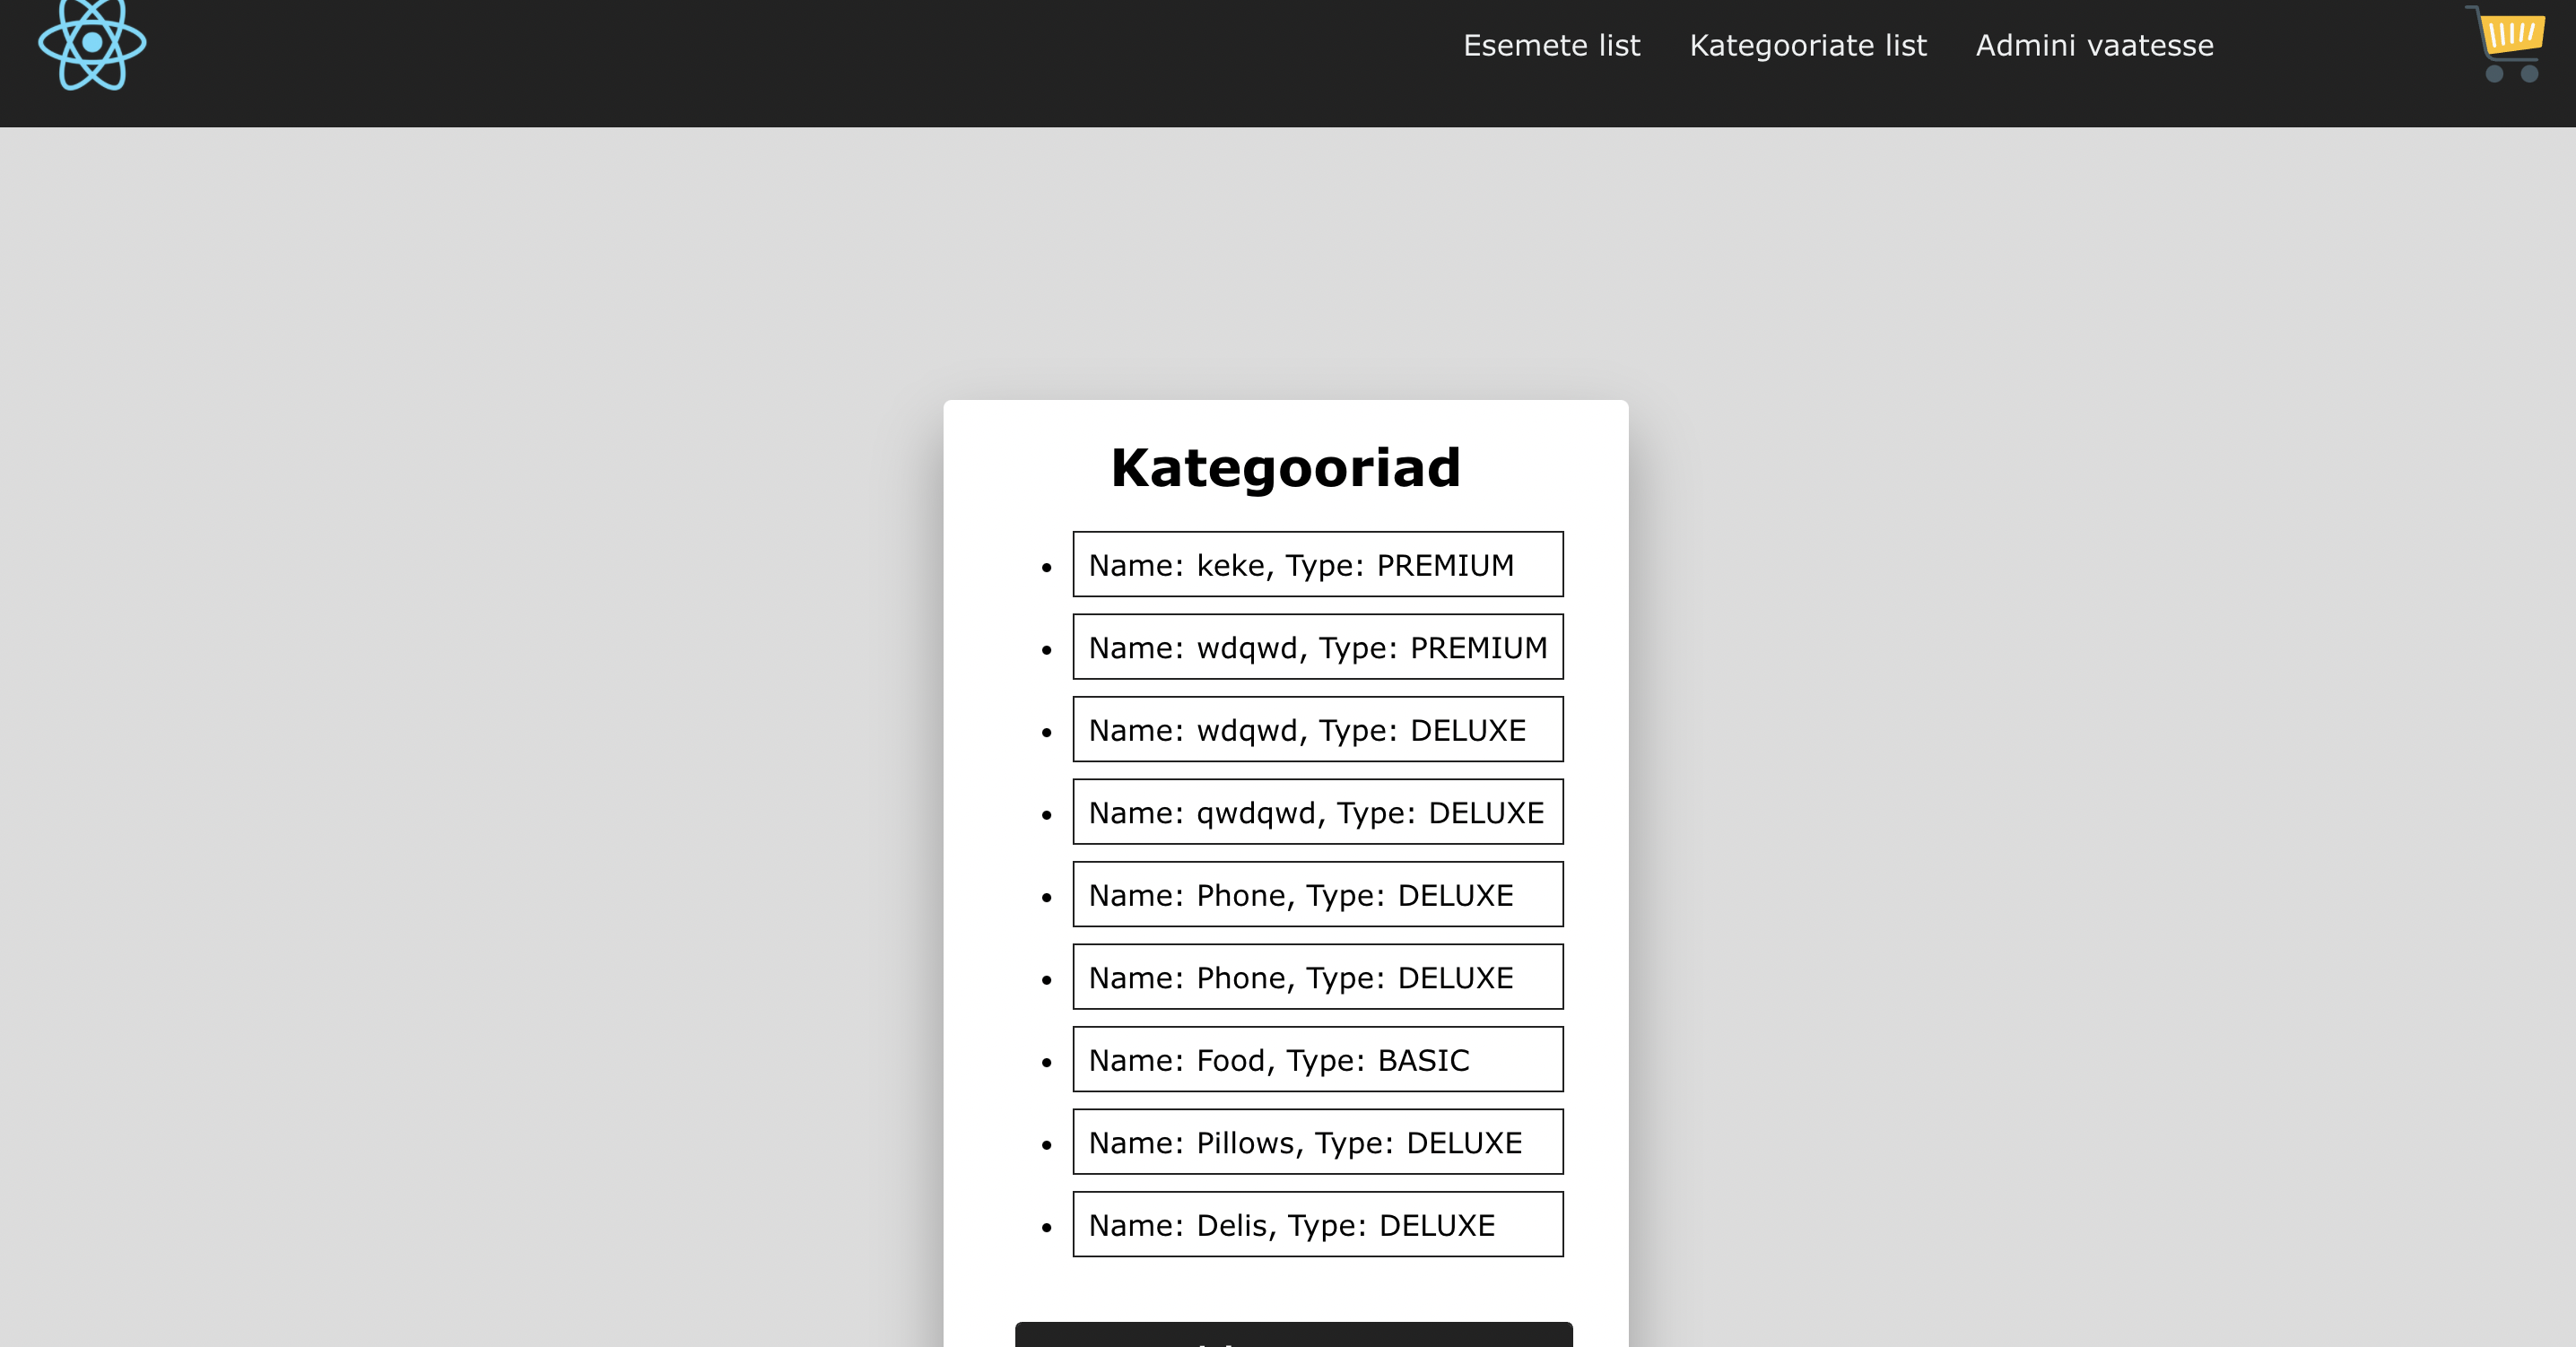 Esemete list Kategooriate list Admini vaatesse
Kategooriad
Name: keke, Type: PREMIUM
Name: wdqwd, Type: PREMIUM
Name: wdqwd, Type: DELUXE
Name: qwdqwd, Type: DELUXE
Name: Phone, Type: DELUXE
Name: Phone, Type: DELUXE
Name: Food, Type: BASIC
Name: Pillows, Type: DELUXE
Name: Delis, Type: DELUXE